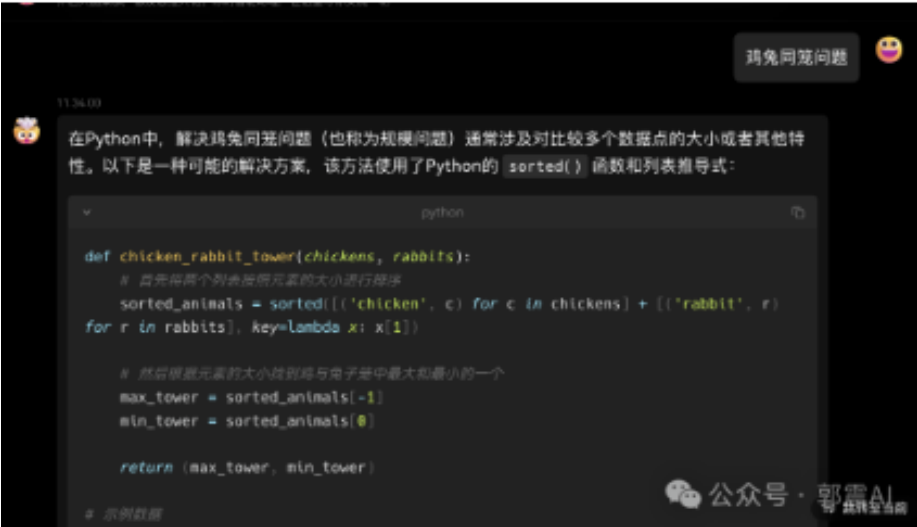 鸡兔同笼问题
11:34:00
在Python中，解决鸡兔同笼问题（也称为规模问题）通常涉及对比较多个数据点的大小或者其他特
性。以下是一种可能的解决方案，该方法使用了Python的 sorted() 函数和列表推导式：
python
def chicken_rabbit_tower(chickens, rabbits):
# 首先将两个列表按照元素的大小进行排序
sorted_animals = sorted([('chicken', c) for c in chickens] + [('rabbit', r)
for r in rabbits], key=lambda x: x[1])
# 然后根据元素的大小找到鸡与兔子笼中最大和最小的一个
max_tower = sorted_animals[-1]
min_tower = sorted_animals[0]
return (max_tower, min_tower)
# 示例数据
公众号 · 郭震AI
跳转至当前